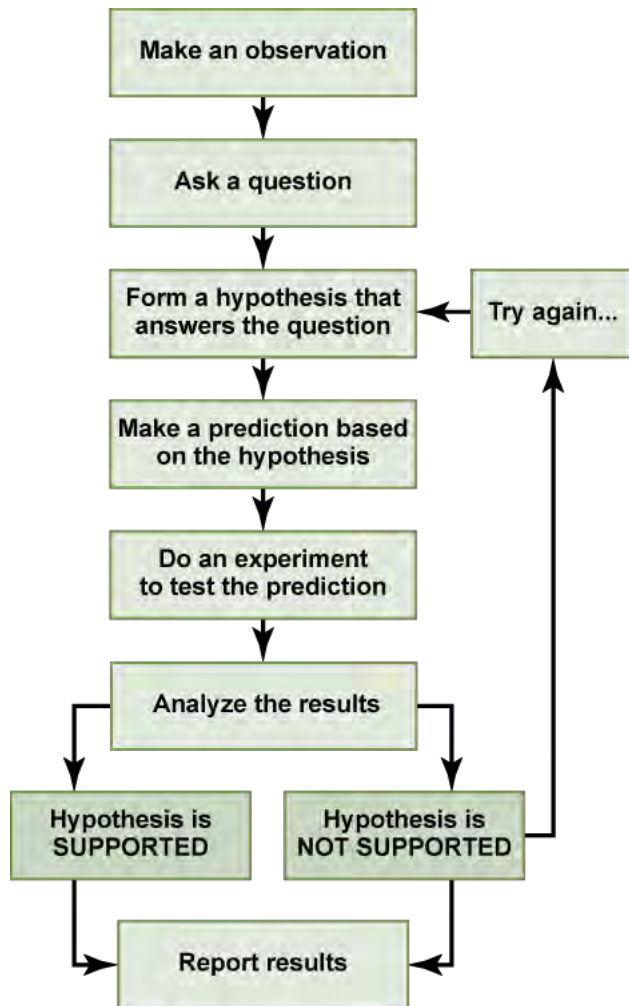 Make an observation
Ask a question
Form a hypothesis that
answers the question
Try again...
Make a prediction based
on the hypothesis
Do an experiment
to test the prediction
Analyze the results
Hypothesis is
SUPPORTED
Hypothesis is
NOT SUPPORTED
Report results